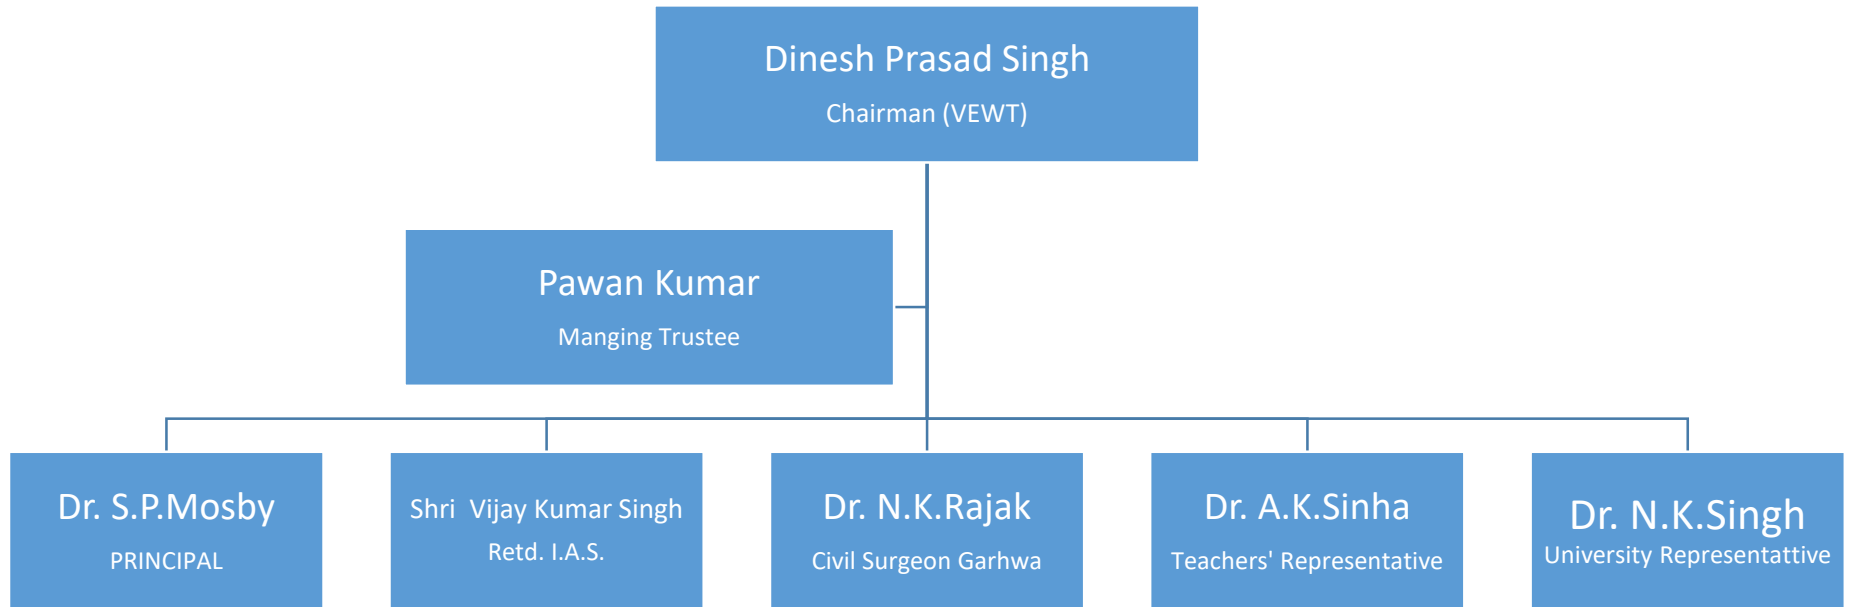 Dinesh Prasad Singh
Chairman (VEWT)
Pawan Kumar
Manging Trustee
Dr. S.P.Mosby
PRINCIPAL
Shri  Vijay Kumar Singh
Retd. I.A.S.
Dr. N.K.Rajak
Civil Surgeon Garhwa
Dr. A.K.Sinha
Teachers' Representative
Dr. N.K.Singh
University Representattive